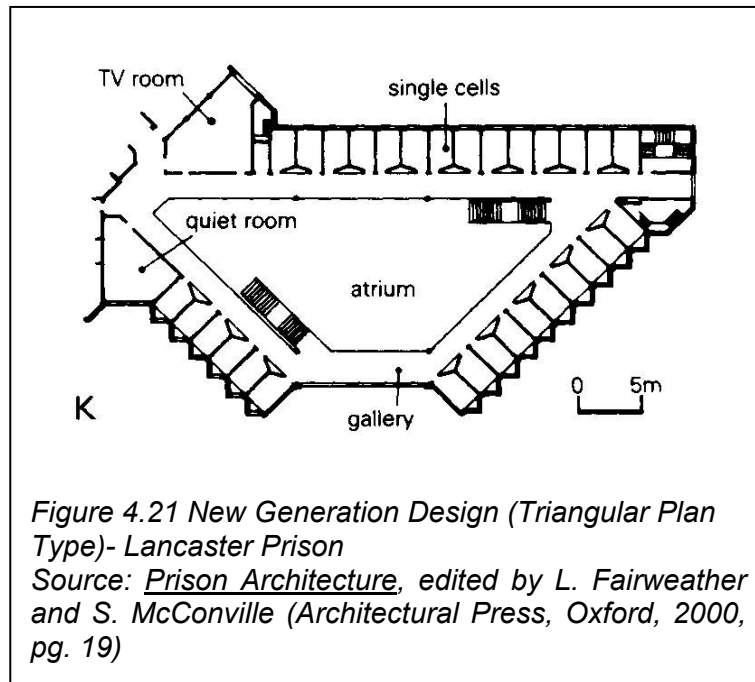 TV room
single cells
quiet room
atrium
K
0 5m
gallery
Figure 4.21 New Generation Design (Triangular Plan
Type)- Lancaster Prison
Source: Prison Architecture, edited by L. Fairweather
and S. McConville (Architectural Press, Oxford, 2000,
pg. 19)